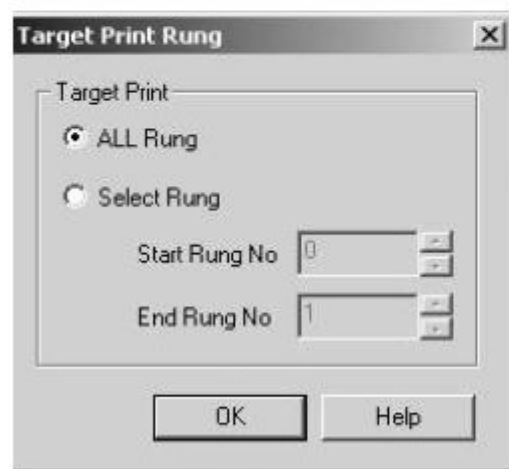 Target Print Rung
Target Print
ALL Rung
Select Rung
Start Rung No 0
End Rung No 1
OK Help